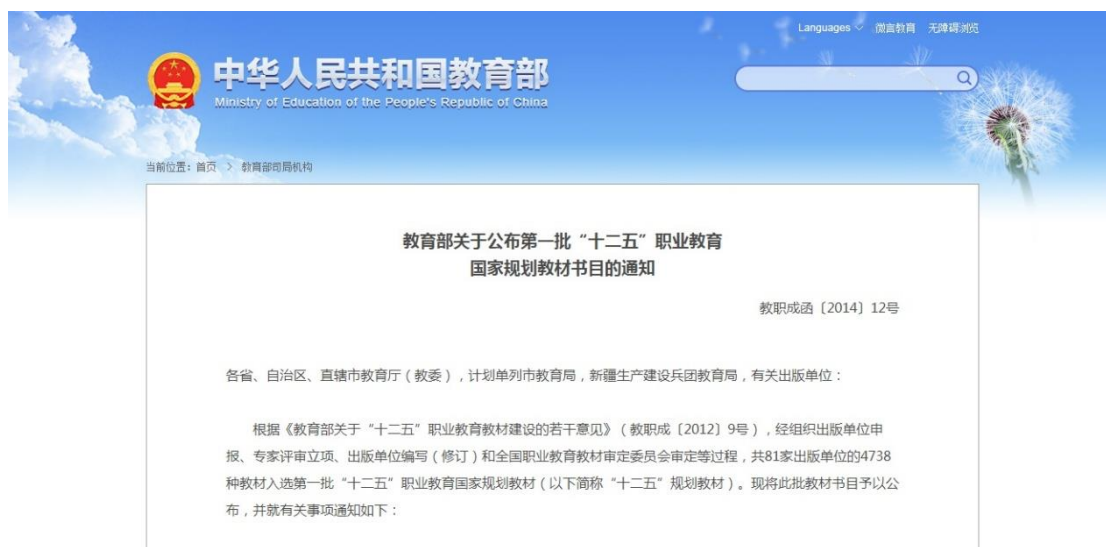 Languages 微言教育 无障碍浏览
中华人民共和国教育部
Ministry of Education of the People's Republic of China
当前位置：首页 > 教育部司局机构
教育部关于公布第一批“十二五”职业教育
国家规划教材书目的通知
教职成函〔2014〕12号
各省、自治区、直辖市教育厅（教委），计划单列市教育局，新疆生产建设兵团教育局，有关出版单位：
根据《教育部关于“十二五”职业教育教材建设的若干意见》（教职成〔2012〕9号），经组织出版单位申
报、专家评审立项、出版单位编写（修订）和全国职业教育教材审定委员会审定等过程，共81家出版单位的4738
种教材入选第一批“十二五”职业教育国家规划教材（以下简称“十二五”规划教材）。现将此批教材书目予以公
布，并就有关事项通知如下：